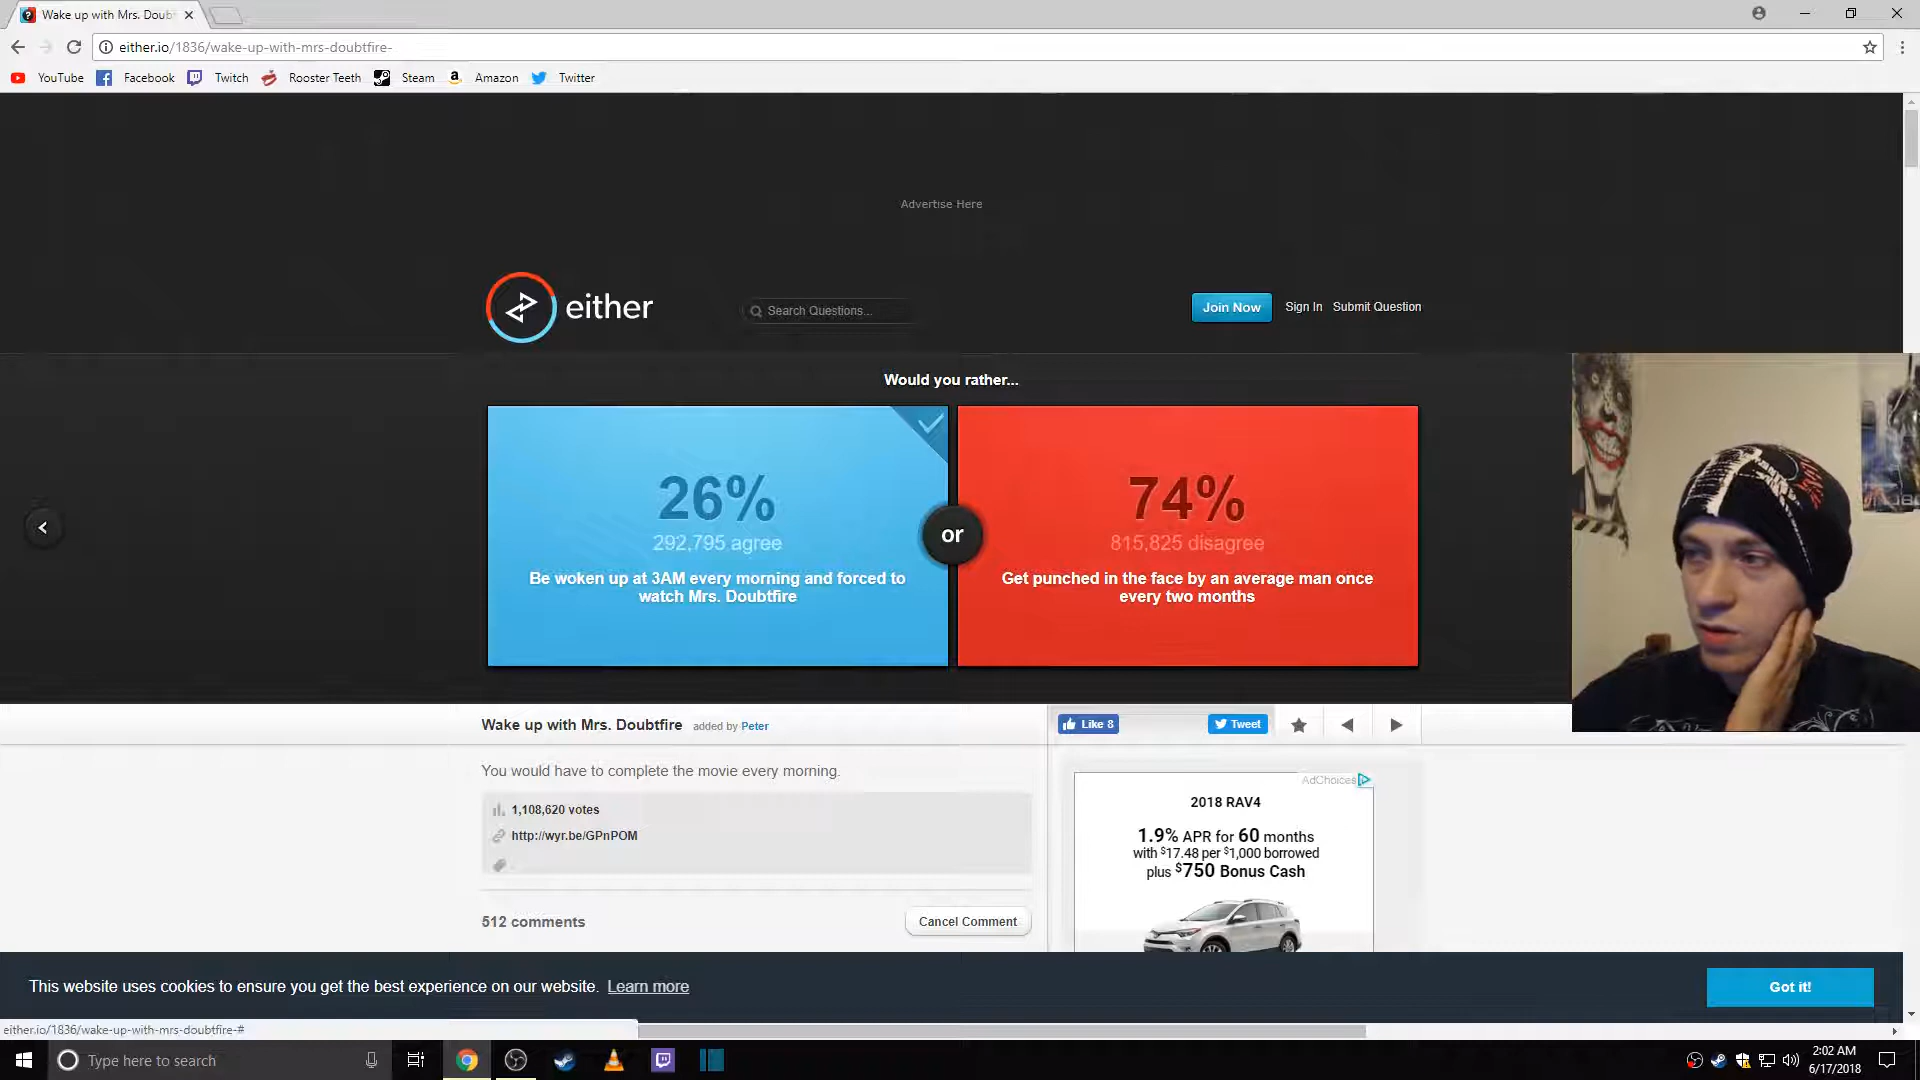 Wake up with Mrs. Doub
either.io/1836/wake-up-with-mrs-doubtfire-
YouTube Facebook Twitch Rooster Teeth Steam Amazon Twitter
Advertise Here
either
Search Questions...
Join Now Sign In Submit Question
Would you rather...
26%
292,795 agree
Be woken up at 3AM every morning and forced to
watch Mrs. Doubtfire
or
74%
815,825 disagree
Get punched in the face by an average man once
every two months
Wake up with Mrs. Doubtfire added by Peter
Like 8
Tweet
You would have to complete the movie every morning.
1,108,620 votes
http://wyr.be/GPnPOM
512 comments
Cancel Comment
AdChoices
2018 RAV4
1.9% APR for 60 months
with $17.48 per $1,000 borrowed
plus $750 Bonus Cash
This website uses cookies to ensure you get the best experience on our website. Learn more
Got it!
either.io/1836/wake-up-with-mrs-doubtfire-#
Type here to search
2:02 AM
6/17/2018